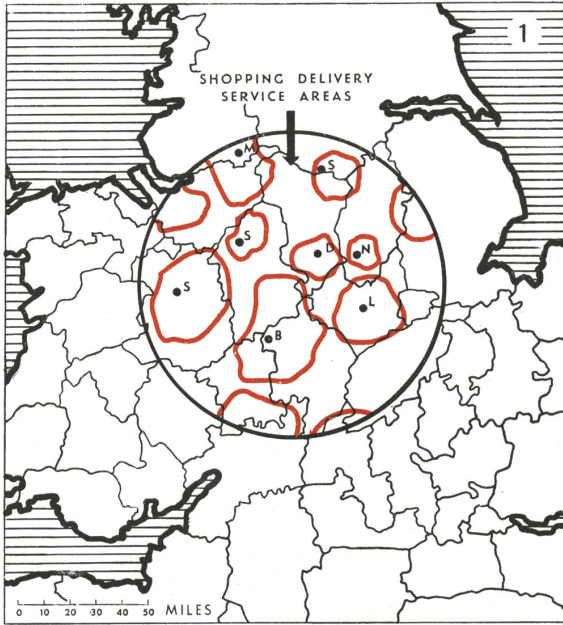 1
SHOPPING DELIVERY
SERVICE AREAS
M
S
S
D
N
S
L
B
0 10 20 30 40 50 MILES